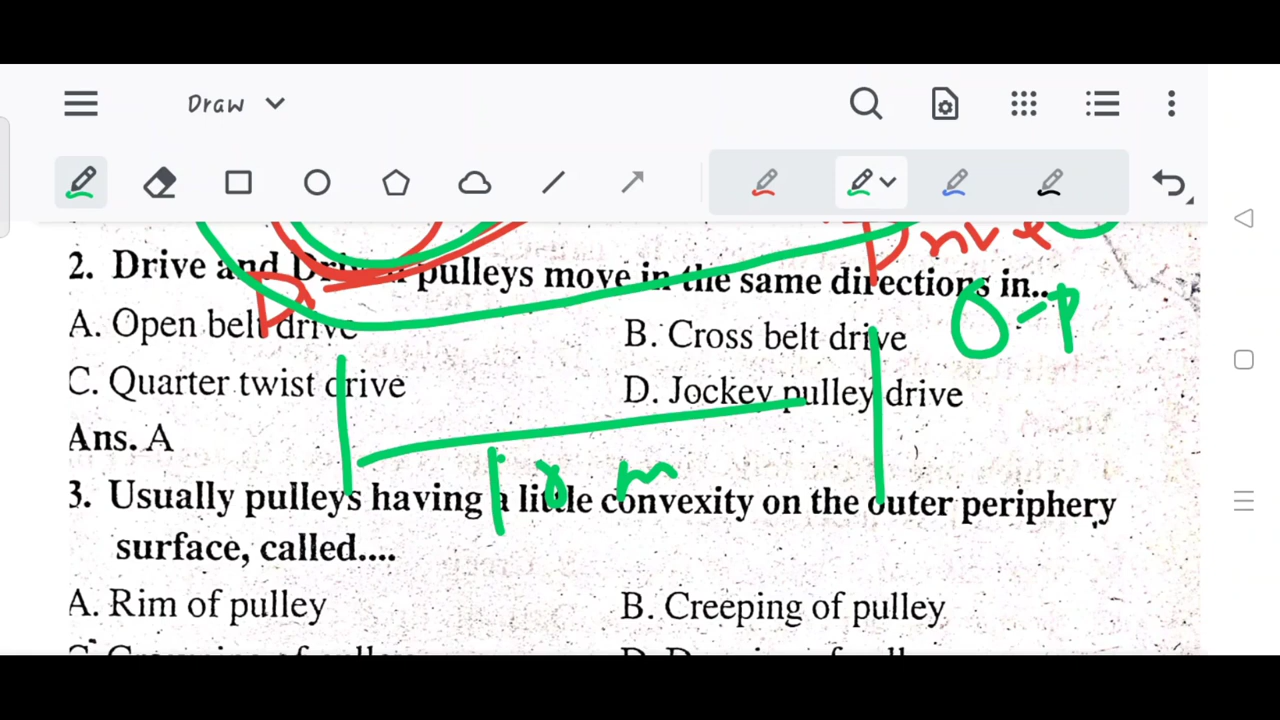 Draw
Drive
2. Drive and Driven pulleys move in the same directions in..
A. Open belt drive
B. Cross belt drive
O-P
C. Quarter twist drive
D. Jockey pulley drive
Ans. A
10 m
3. Usually pulleys having a little convexity on the outer periphery
surface, called....
A. Rim of pulley
B. Creeping of pulley